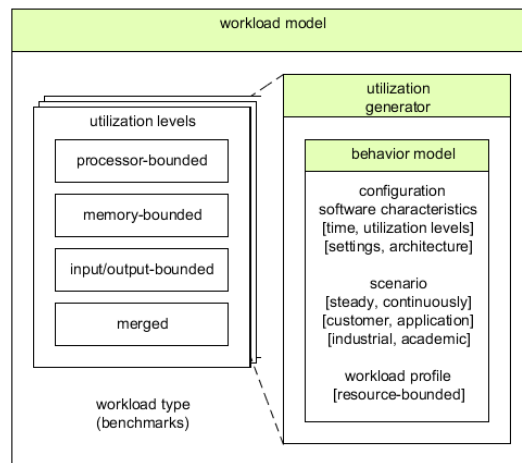 workload model
utilization levels
processor-bounded
memory-bounded
input/output-bounded
merged
workload type
(benchmarks)
utilization
generator
behavior model
configuration
software characteristics
[time, utilization levels]
[settings, architecture]
scenario
[steady, continuously]
[customer, application]
[industrial, academic]
workload profile
[resource-bounded]